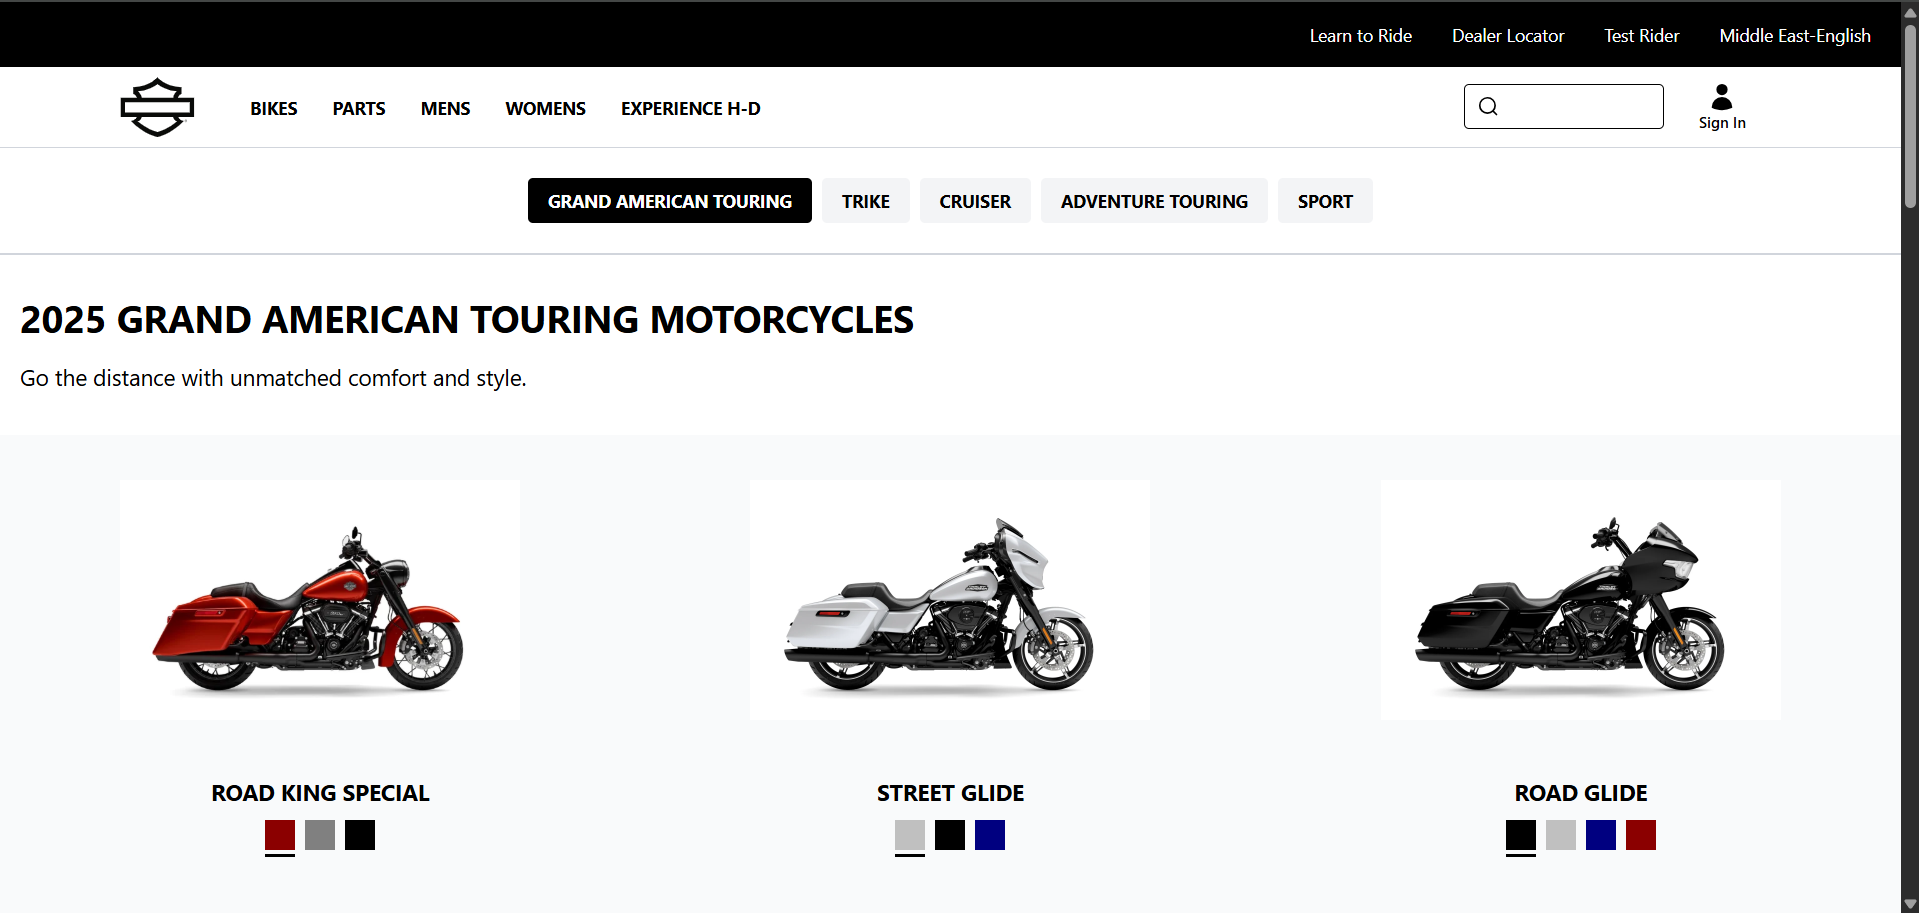 Learn to Ride Dealer Locator Test Rider Middle East-English
BIKES PARTS MENS WOMENS EXPERIENCE H-D
Sign In
GRAND AMERICAN TOURING TRIKE CRUISER ADVENTURE TOURING SPORT
2025 GRAND AMERICAN TOURING MOTORCYCLES
Go the distance with unmatched comfort and style.
ROAD KING SPECIAL STREET GLIDE ROAD GLIDE